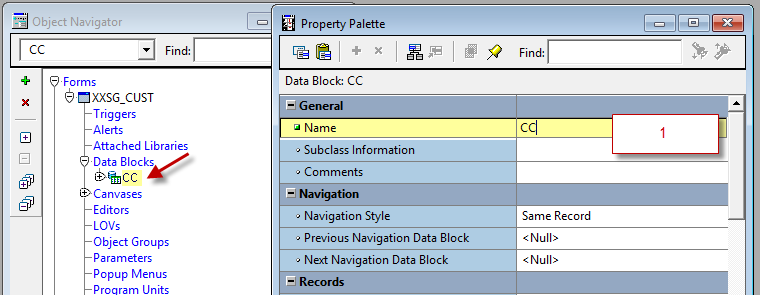 Object Navigator
CC
Find:
Forms
XXSG_CUST
Triggers
Alerts
Attached Libraries
Data Blocks
CC
Canvases
Editors
LOVs
Object Groups
Parameters
Popup Menus
Program Units
Property Palette
Find:
Data Block: CC
General
Name CC
1
Subclass Information
Comments
Navigation
Navigation Style Same Record
Previous Navigation Data Block <Null>
Next Navigation Data Block <Null>
Records